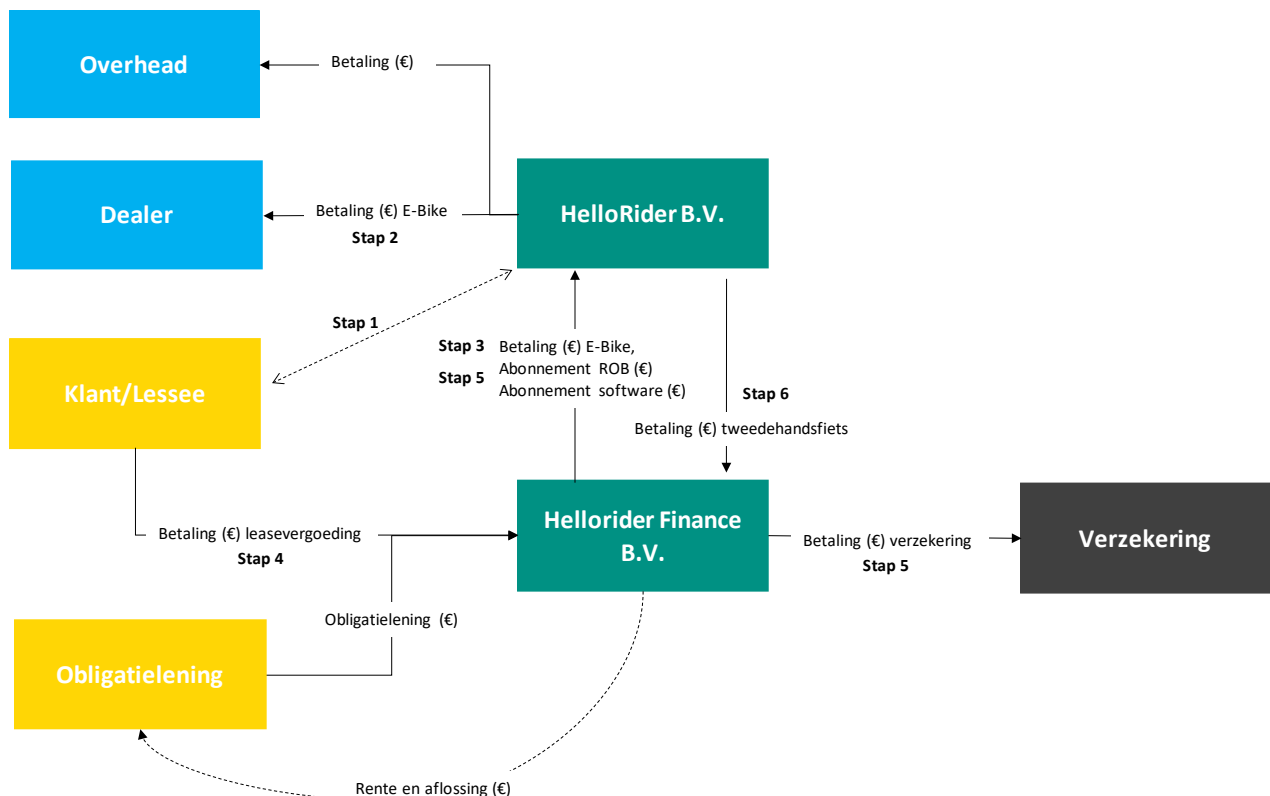 Overhead
Betaling (€)
Dealer
Betaling (€) E-Bike
Stap 2
HelloRider B.V.
Stap 1
Klant/Lessee
Stap 3 Betaling (€) E-Bike,
Stap 5 Abonnement ROB (€)
Abonnement software (€)
Stap 6
Betaling (€) tweedehandsfiets
Betaling (€) leasevergoeding
Stap 4
Hellorider Finance
B.V.
Betaling (€) verzekering
Stap 5
Verzekering
Obligatielening (€)
Obligatielening
Rente en aflossing (€)